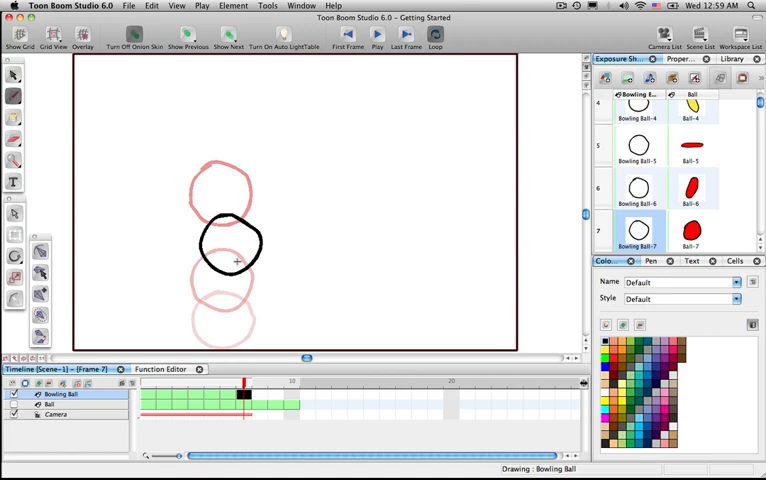 Toon Boom Studio 6.0 File Edit View Play Element Tools Window Help Wed 12:59 AM
Toon Boom Studio 6.0 - Getting Started
Show Grid Grid View Overlay Turn Off Onion Skin Show Previous Show Next Turn On Auto LightTable First Frame Play Last Frame Loop Camera List Scene List Workspace List
Exposure Sh... Proper... Library
Bowling E... Ball
4
Bowling Ball-4 Ball-4
5
Bowling Ball-5 Ball-5
6
Bowling Ball-6 Ball-6
7
Bowling Ball-7 Ball-7
Colo... Pen Text Cells
Name Default
Style Default
T
Timeline [Scene-1] - [Frame 7] Function Editor
10 20
Bowling Ball
Ball
Camera
Drawing : Bowling Ball